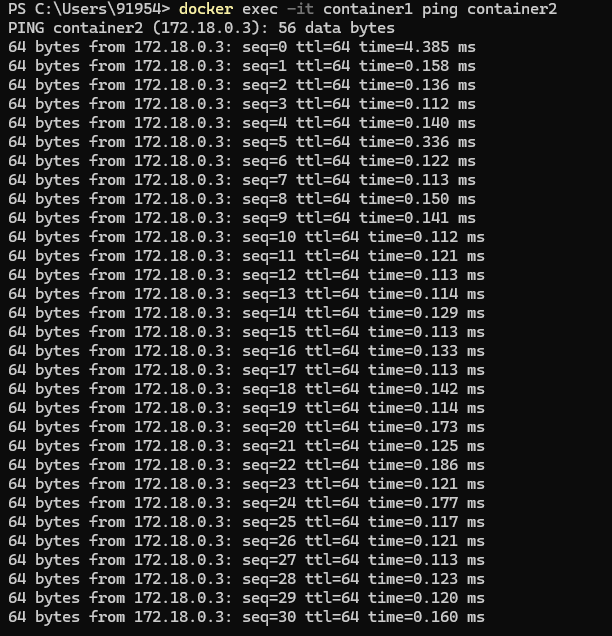 PS C:\Users\91954> docker exec -it container1 ping container2
PING container2 (172.18.0.3): 56 data bytes
64 bytes from 172.18.0.3: seq=0 ttl=64 time=4.385 ms
64 bytes from 172.18.0.3: seq=1 ttl=64 time=0.158 ms
64 bytes from 172.18.0.3: seq=2 ttl=64 time=0.136 ms
64 bytes from 172.18.0.3: seq=3 ttl=64 time=0.112 ms
64 bytes from 172.18.0.3: seq=4 ttl=64 time=0.140 ms
64 bytes from 172.18.0.3: seq=5 ttl=64 time=0.336 ms
64 bytes from 172.18.0.3: seq=6 ttl=64 time=0.122 ms
64 bytes from 172.18.0.3: seq=7 ttl=64 time=0.113 ms
64 bytes from 172.18.0.3: seq=8 ttl=64 time=0.150 ms
64 bytes from 172.18.0.3: seq=9 ttl=64 time=0.141 ms
64 bytes from 172.18.0.3: seq=10 ttl=64 time=0.112 ms
64 bytes from 172.18.0.3: seq=11 ttl=64 time=0.121 ms
64 bytes from 172.18.0.3: seq=12 ttl=64 time=0.113 ms
64 bytes from 172.18.0.3: seq=13 ttl=64 time=0.114 ms
64 bytes from 172.18.0.3: seq=14 ttl=64 time=0.129 ms
64 bytes from 172.18.0.3: seq=15 ttl=64 time=0.113 ms
64 bytes from 172.18.0.3: seq=16 ttl=64 time=0.133 ms
64 bytes from 172.18.0.3: seq=17 ttl=64 time=0.113 ms
64 bytes from 172.18.0.3: seq=18 ttl=64 time=0.142 ms
64 bytes from 172.18.0.3: seq=19 ttl=64 time=0.114 ms
64 bytes from 172.18.0.3: seq=20 ttl=64 time=0.173 ms
64 bytes from 172.18.0.3: seq=21 ttl=64 time=0.125 ms
64 bytes from 172.18.0.3: seq=22 ttl=64 time=0.186 ms
64 bytes from 172.18.0.3: seq=23 ttl=64 time=0.121 ms
64 bytes from 172.18.0.3: seq=24 ttl=64 time=0.177 ms
64 bytes from 172.18.0.3: seq=25 ttl=64 time=0.117 ms
64 bytes from 172.18.0.3: seq=26 ttl=64 time=0.121 ms
64 bytes from 172.18.0.3: seq=27 ttl=64 time=0.113 ms
64 bytes from 172.18.0.3: seq=28 ttl=64 time=0.123 ms
64 bytes from 172.18.0.3: seq=29 ttl=64 time=0.120 ms
64 bytes from 172.18.0.3: seq=30 ttl=64 time=0.160 ms